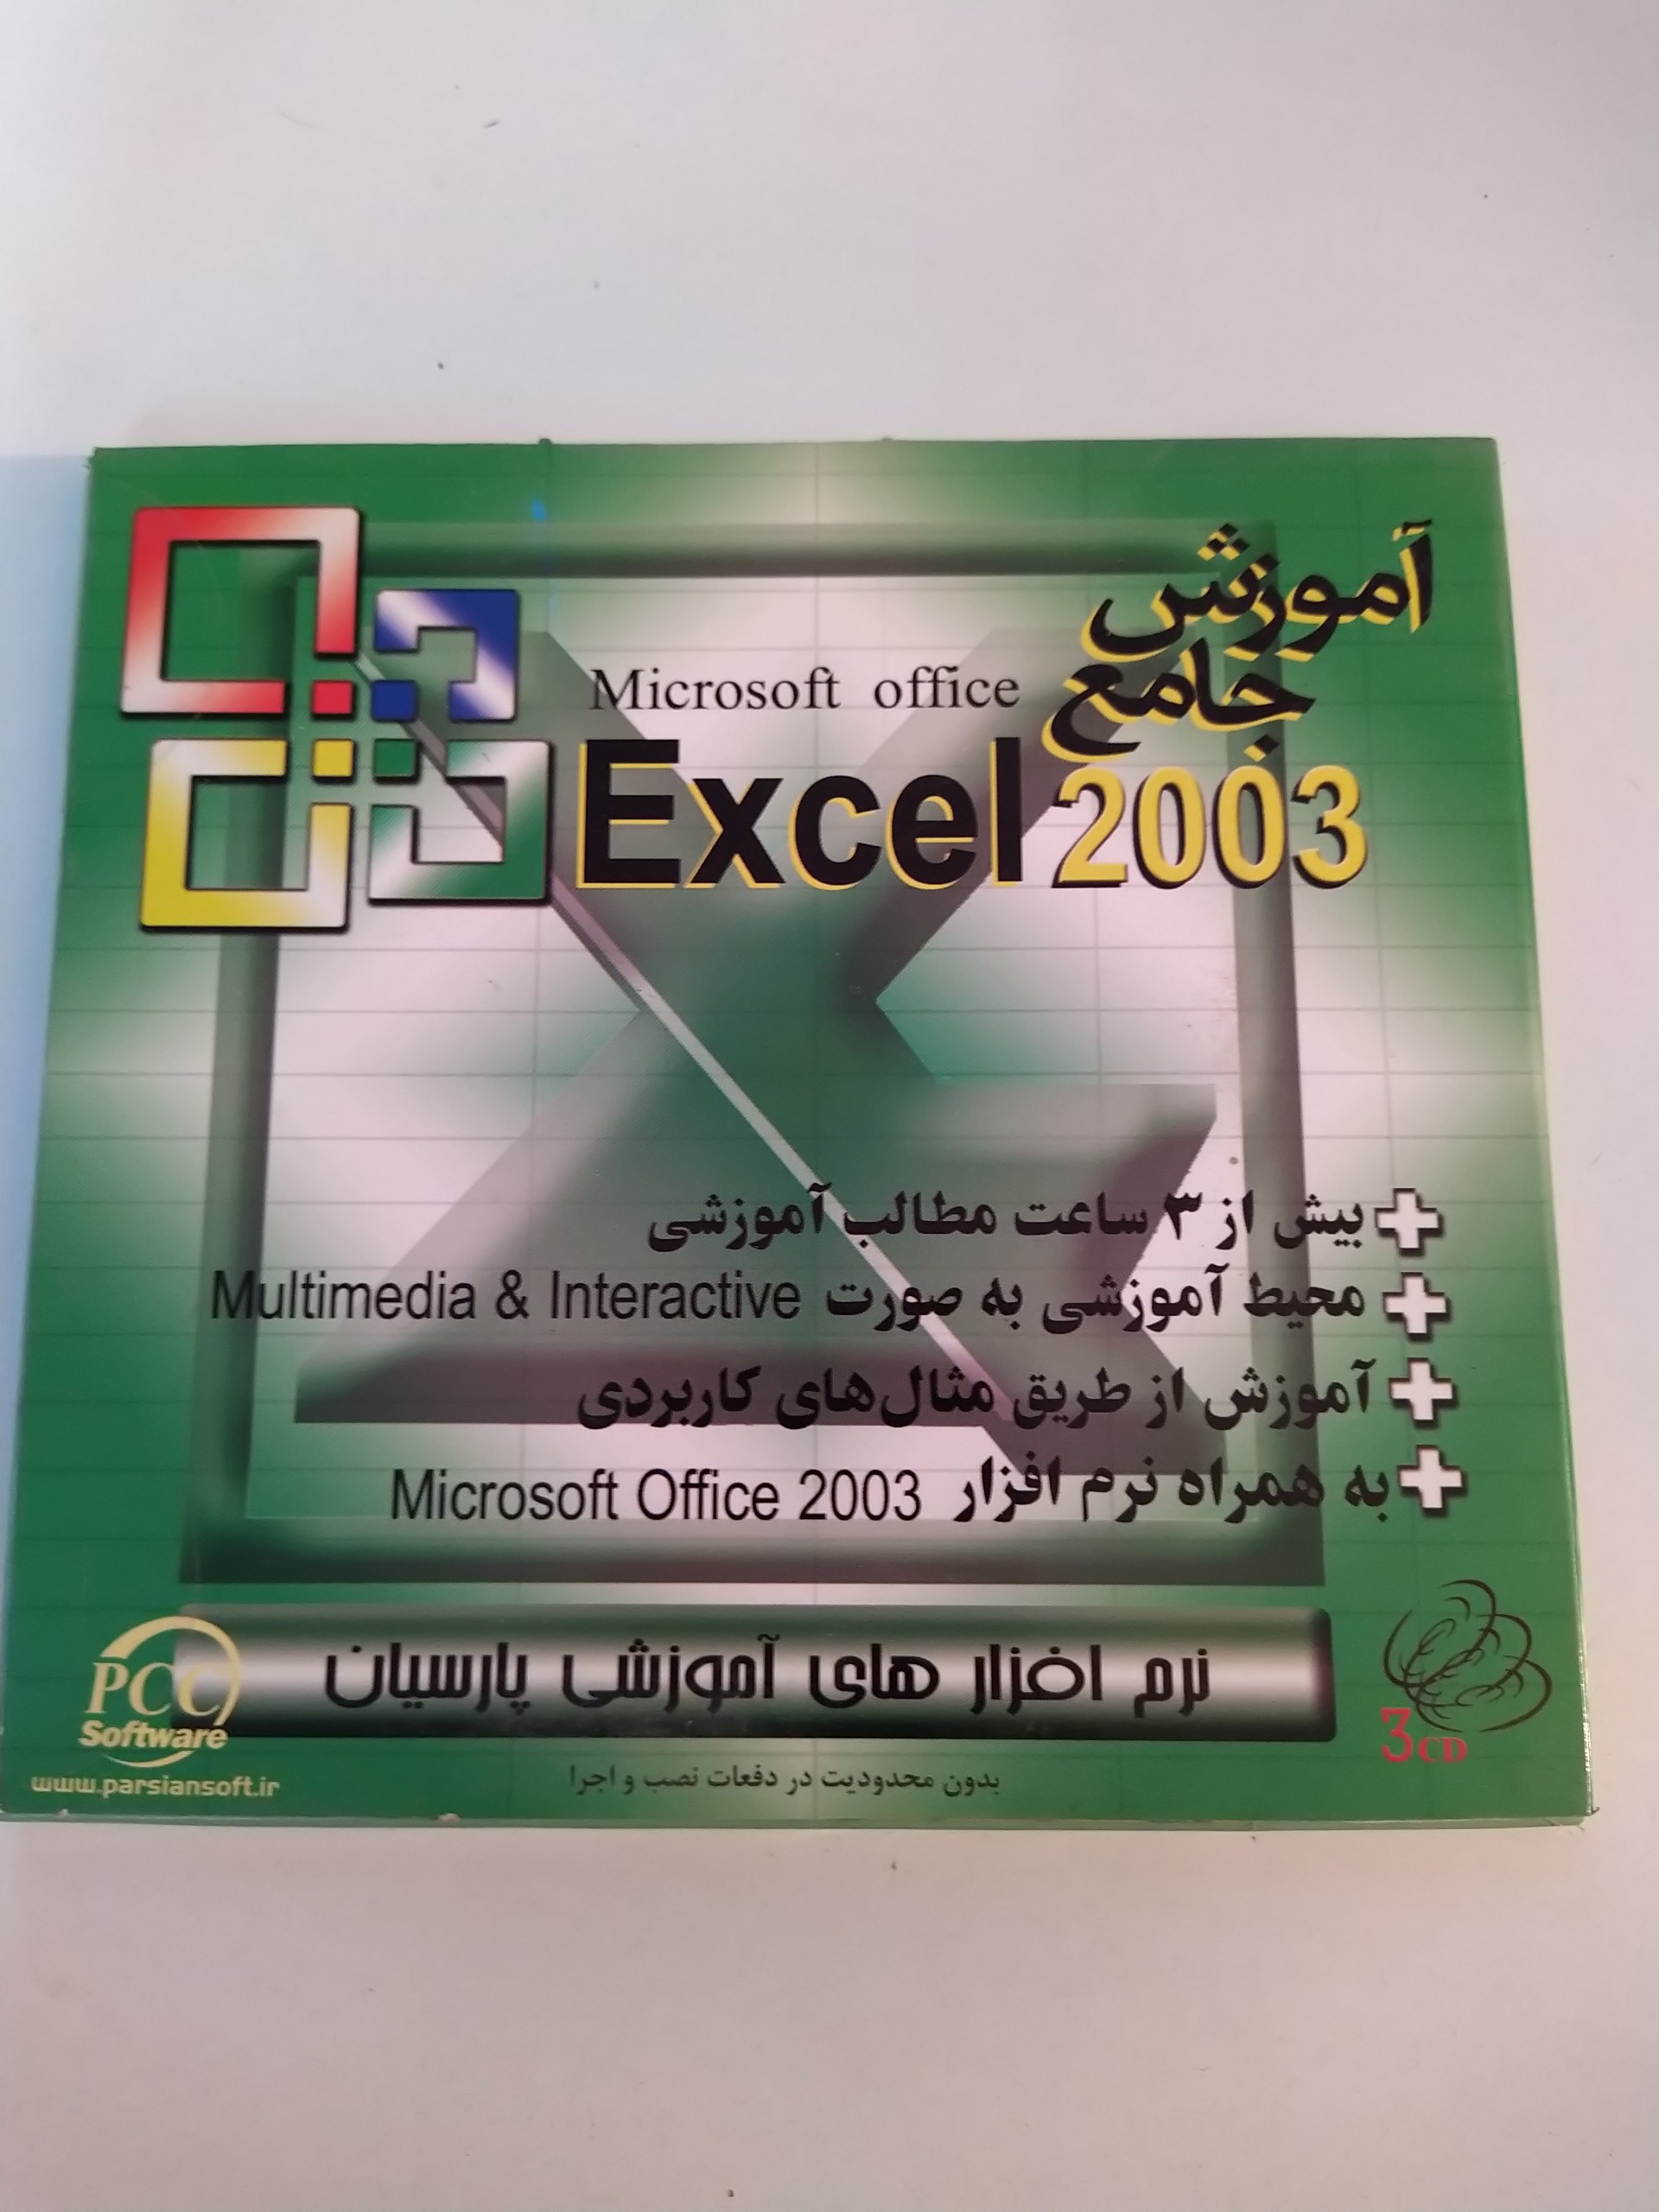 آموزش
جامع
Microsoft office
Excel 2003
بیش از ۳ ساعت مطالب آموزشی
محیط آموزشی به صورت Multimedia & Interactive
آموزش از طریق مثال‌های کاربردی
به همراه نرم افزار Microsoft Office 2003
نرم افزار های آموزشی پارسیان
PCC
Software
www.parsiansoft.ir
بدون محدودیت در دفعات نصب و اجرا
3CD